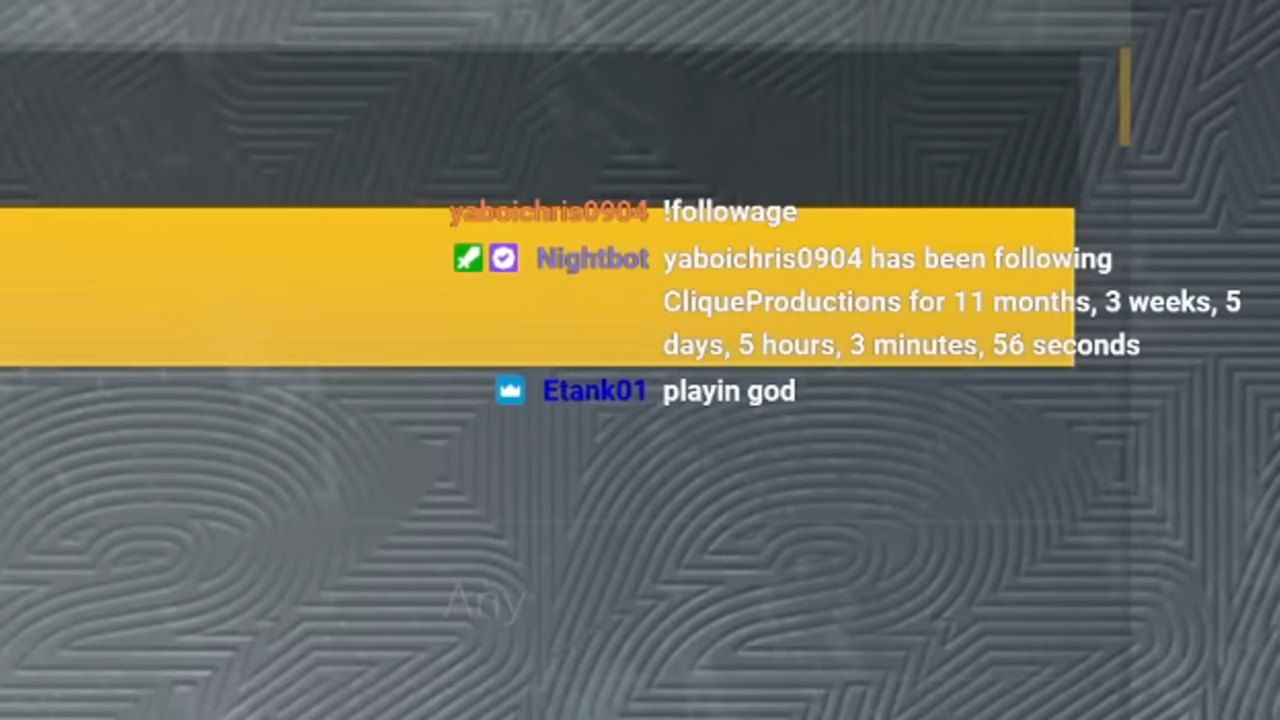 yaboichris0904 !followage
Nightbot yaboichris0904 has been following
CliqueProductions for 11 months, 3 weeks, 5
days, 5 hours, 3 minutes, 56 seconds
Etank01 playin god
Any